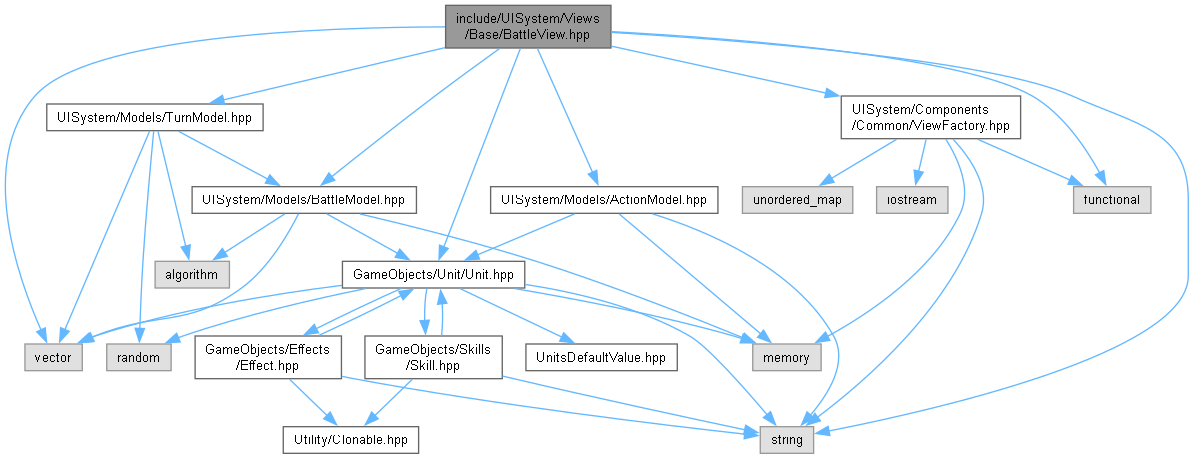 include/UISystem/Views
/Base/BattleView.hpp
UISystem/Models/TurnModel.hpp
UISystem/Components
/Common/ViewFactory.hpp
UISystem/Models/BattleModel.hpp
UISystem/Models/ActionModel.hpp
unordered_map
iostream
functional
algorithm
GameObjects/Unit/Unit.hpp
vector
random
GameObjects/Effects
/Effect.hpp
GameObjects/Skills
/Skill.hpp
UnitsDefaultValue.hpp
memory
Utility/Clonable.hpp
string